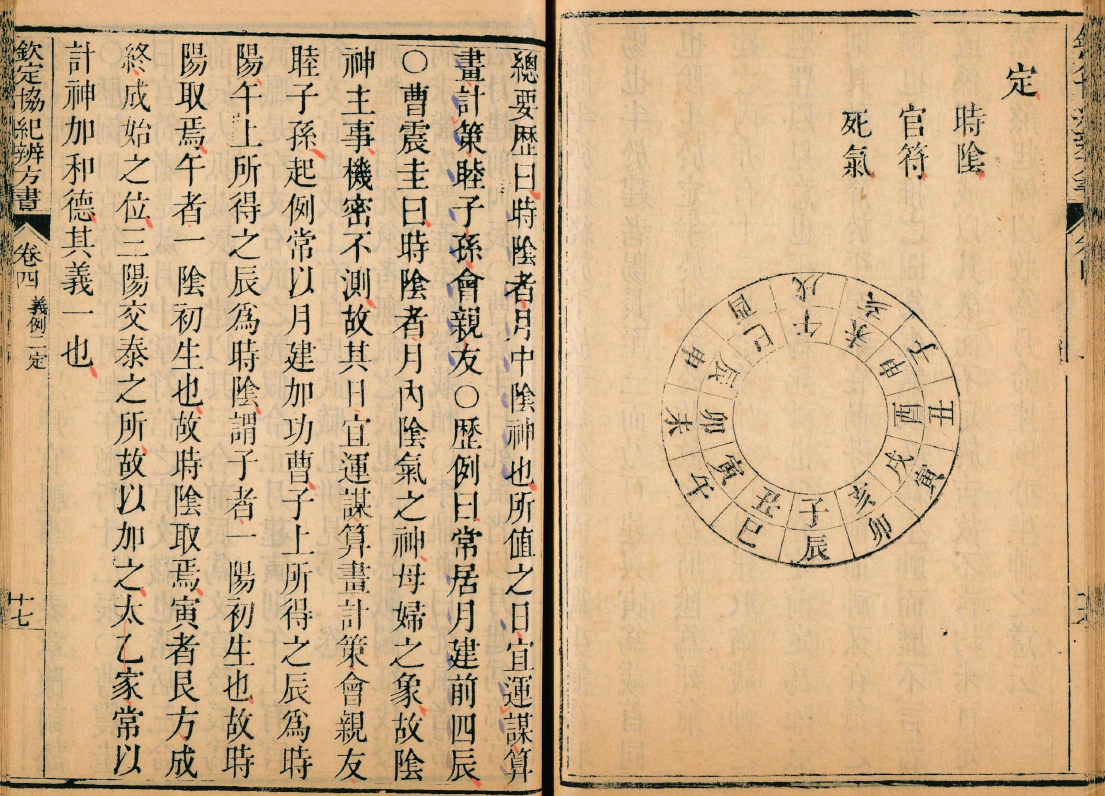 定
時陰
官符
死氣
子
丑
寅
卯
辰
巳
午
未
申
酉
戌
亥
申
酉
戌
亥
子
丑
寅
卯
辰
巳
午
未
總要歷曰時陰者月中陰神也所值之日宜運謀算
畫計策睦子孫會親友○歷例曰常居月建前四辰
○曹震圭曰時陰者月內陰氣之神母婦之象故陰
神主事機密不測故其日宜運謀算畫計策會親友
睦子孫起例常以月建加功曹子上所得之辰爲時
陽午上所得之辰爲時陰謂子者一陽初生也故時
陽取焉午者一陰初生也故時陰取焉寅者艮方成
終成始之位三陽交泰之所故以加之太乙家常以
計神加和德其義一也
欽定協紀辨方書
卷四
義例二定
十七